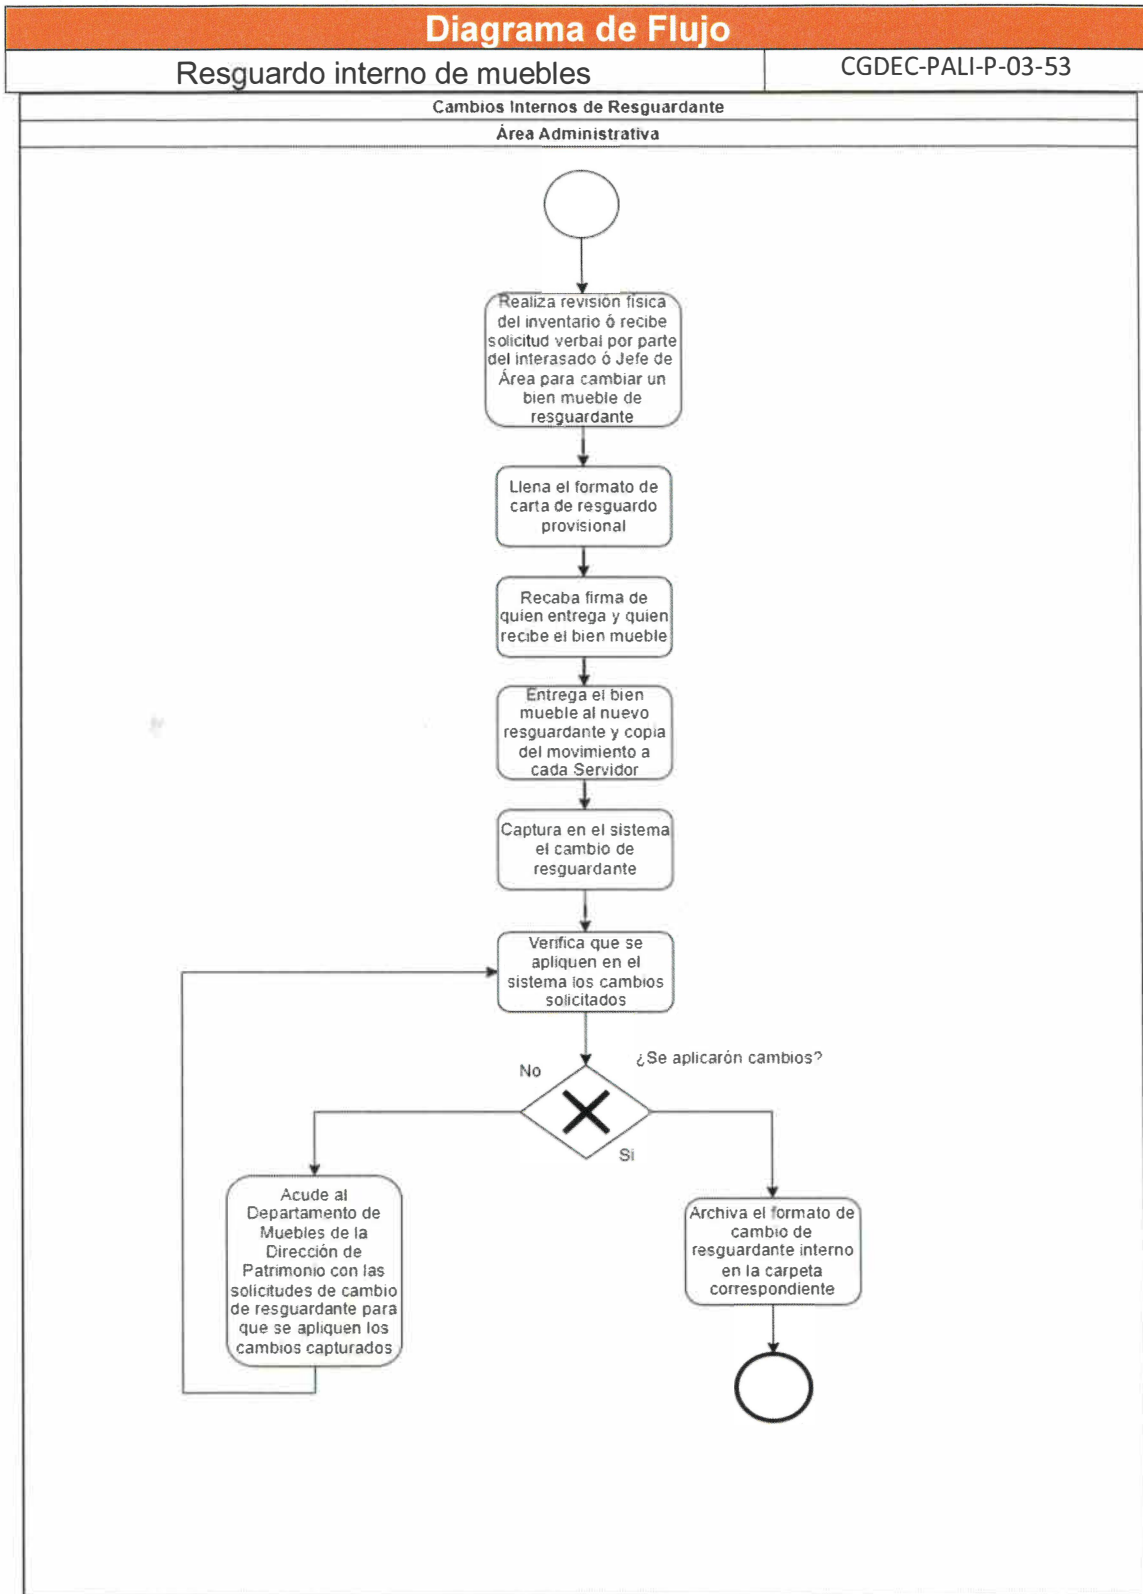 Diagrama de Flujo
Resguardo interno de muebles
CGDEC-PALI-P-03-53
Cambios Internos de Resguardante
Área Administrativa
Realiza revisión física
del inventario ó recibe
solicitud verbal por parte
del interasado ó Jefe de
Área para cambiar un
bien mueble de
resguardante
Llena el formato de
carta de resguardo
provisional
Recaba firma de
quien entrega y quien
recibe el bien mueble
Entrega el bien
mueble al nuevo
resguardante y copia
del movimiento a
cada Servidor
Captura en el sistema
el cambio de
resguardante
Verifica que se
apliquen en el
sistema los cambios
solicitados
¿Se aplicarón cambios?
No
Si
Acude al
Departamento de
Muebles de la
Dirección de
Patrimonio con las
solicitudes de cambio
de resguardante para
que se apliquen los
cambios capturados
Archiva el formato de
cambio de
resguardante interno
en la carpeta
correspondiente